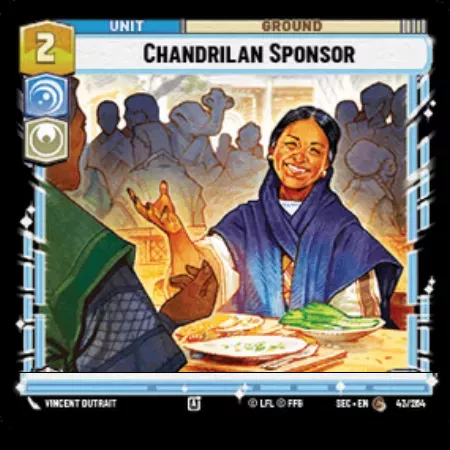 UNIT GROUND
2 CHANDRILAN SPONSOR
VINCENT DUTRAIT A © LFL © FFG SEC • EN 43/264